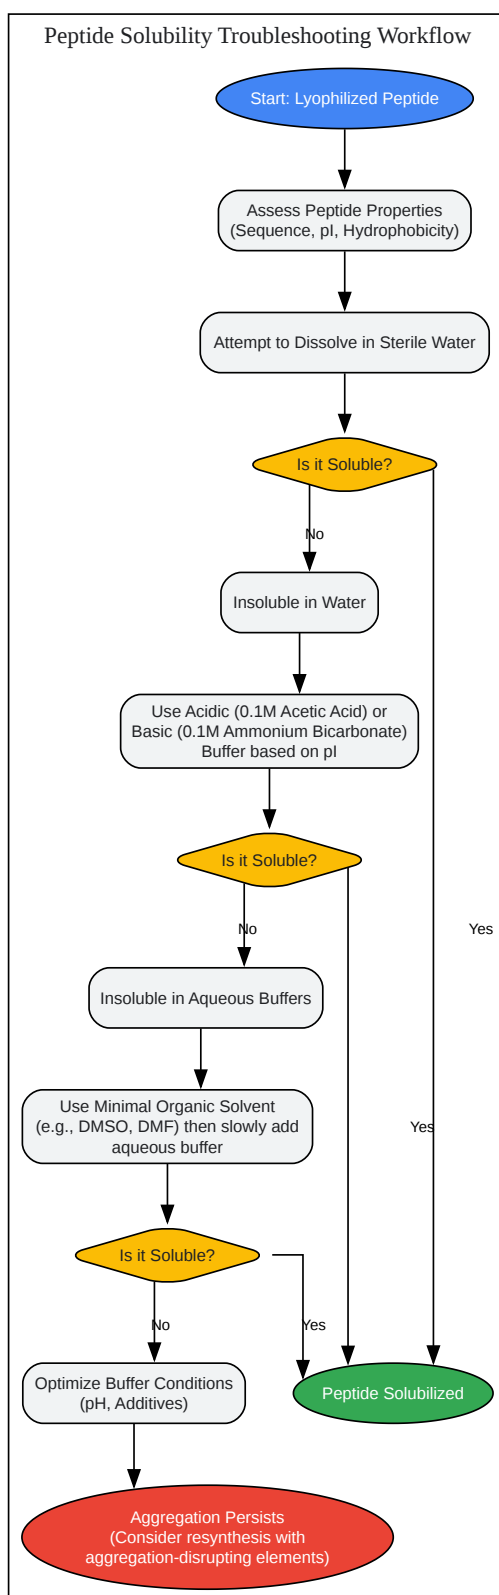 Peptide Solubility Troubleshooting Workflow
Start: Lyophilized Peptide
Assess Peptide Properties
(Sequence, pI, Hydrophobicity)
Attempt to Dissolve in Sterile Water
Is it Soluble?
No
Insoluble in Water
Use Acidic (0.1M Acetic Acid) or
Basic (0.1M Ammonium Bicarbonate)
Buffer based on pI
Is it Soluble?
No
Yes
Insoluble in Aqueous Buffers
Use Minimal Organic Solvent
(e.g., DMSO, DMF) then slowly add
aqueous buffer
Yes
Is it Soluble?
No
Yes
Optimize Buffer Conditions
(pH, Additives)
Peptide Solubilized
Aggregation Persists
(Consider resynthesis with
aggregation-disrupting elements)